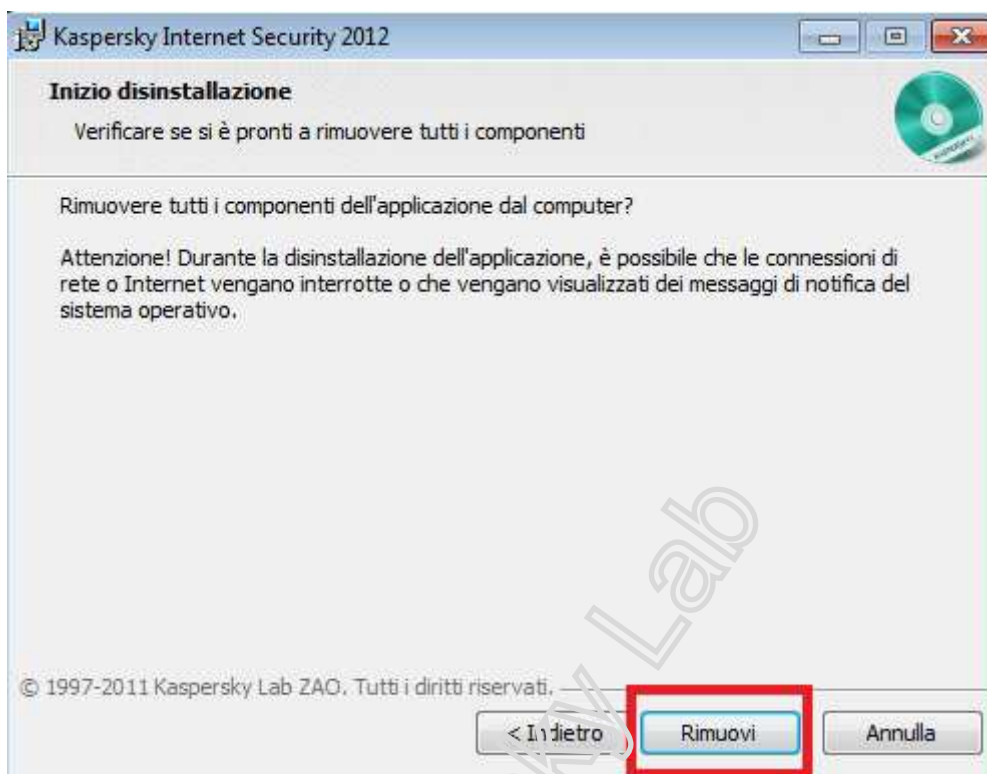 Kaspersky Internet Security 2012
Inizio disinstallazione
Verificare se si è pronti a rimuovere tutti i componenti
Rimuovere tutti i componenti dell'applicazione dal computer?
Attenzione! Durante la disinstallazione dell'applicazione, è possibile che le connessioni di
rete o Internet vengano interrotte o che vengano visualizzati dei messaggi di notifica del
sistema operativo.
© 1997-2011 Kaspersky Lab ZAO. Tutti i diritti riservati.
< Indietro Rimuovi Annulla
Lab